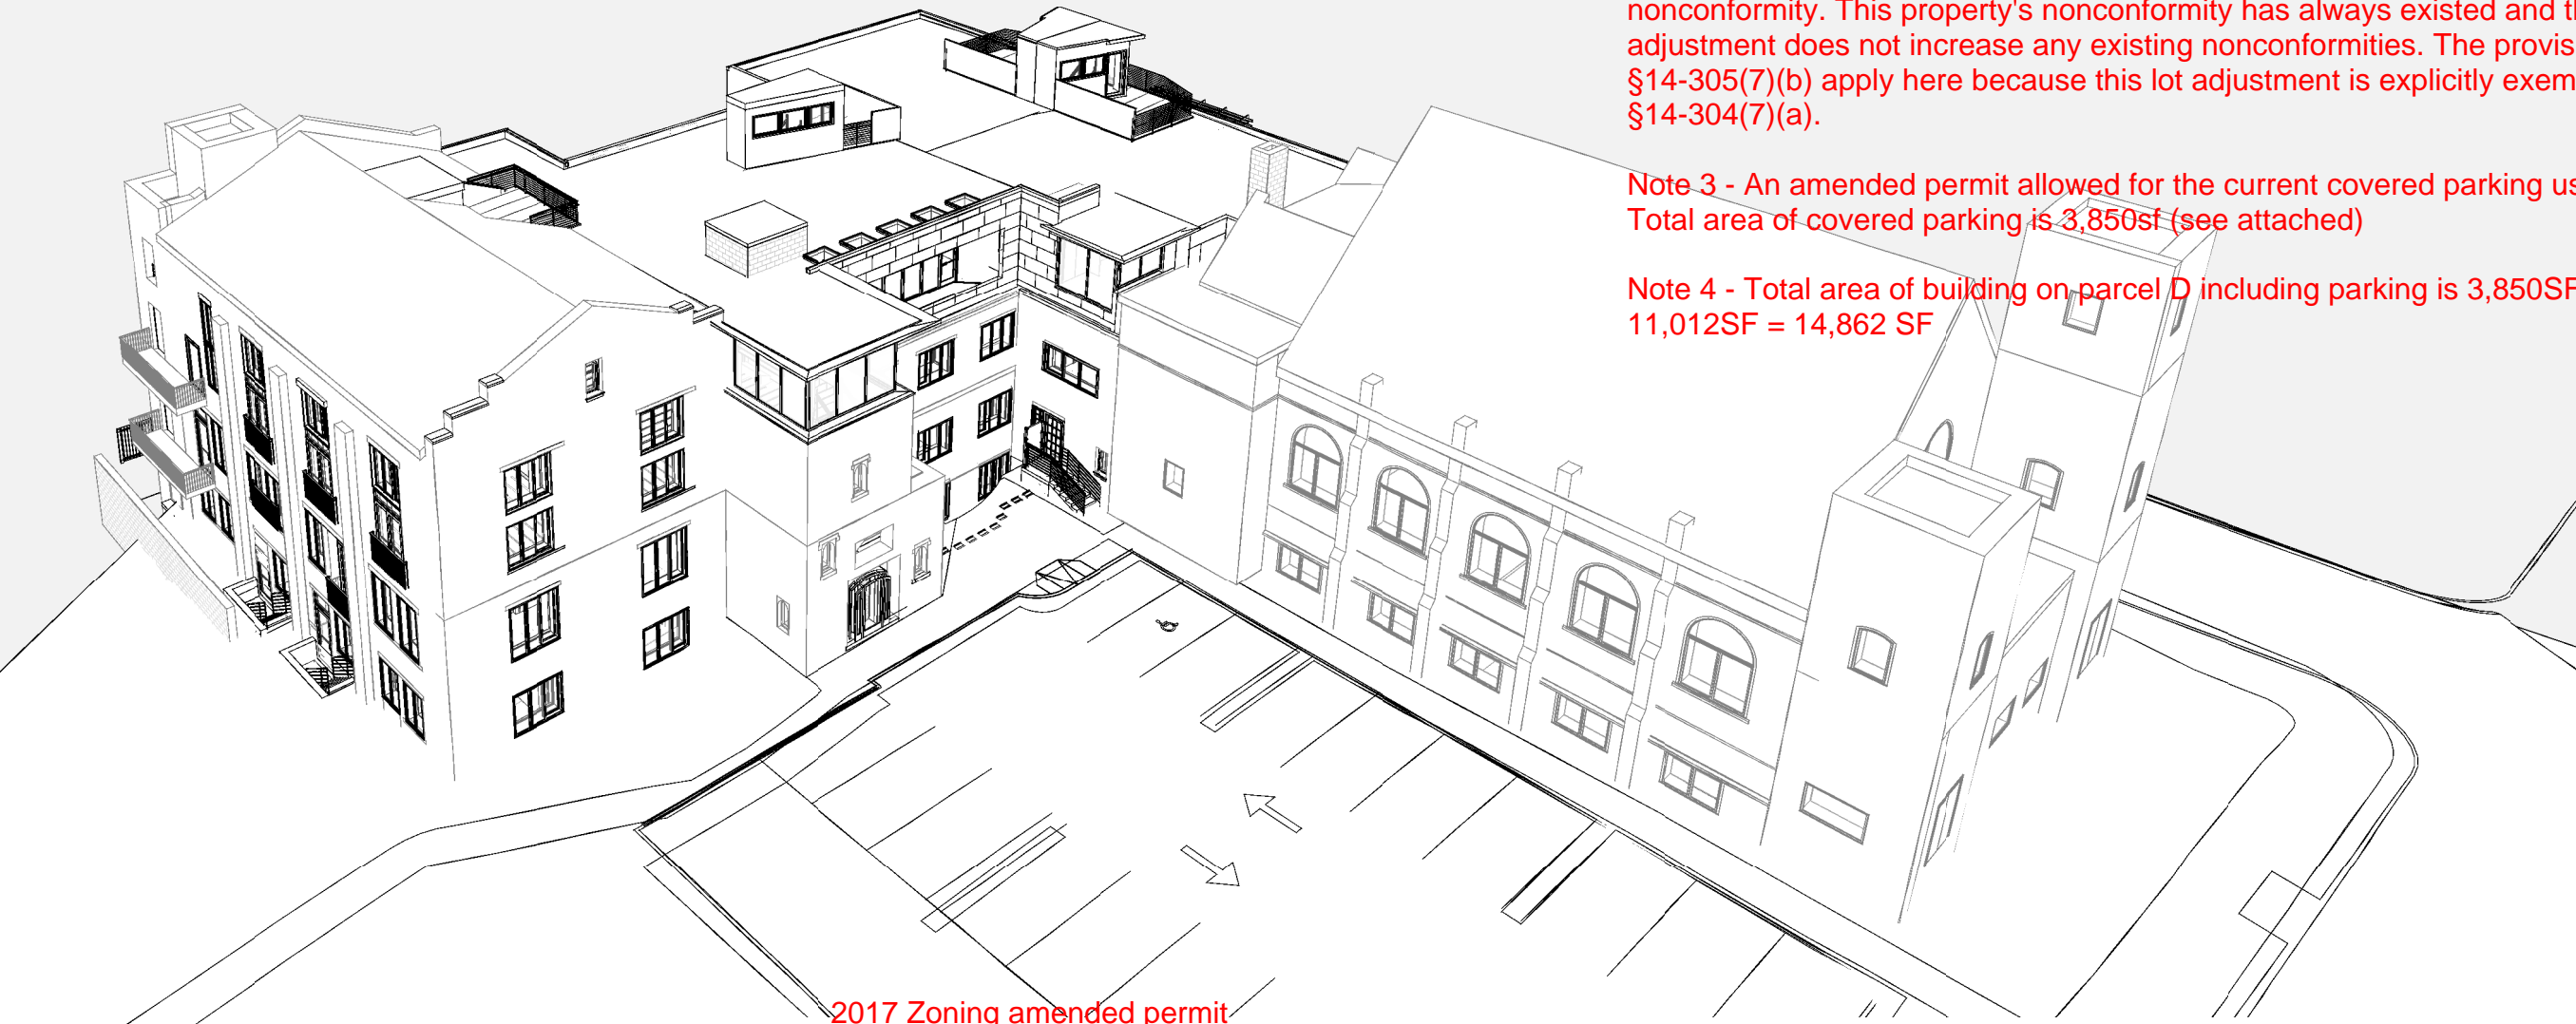 nonconformity. This property's nonconformity has always existed and
adjustment does not increase any existing nonconformities. The
§14-305(7)(b) apply here because this lot adjustment is explicitly
§14-304(7)(a).
Note 3 - An amended permit allowed for the current covered parking
Total area of covered parking is 3,850sf (see attached)
Note 4 - Total area of building on parcel D including parking is 3,850SF
11,012SF = 14,862 SF
2017 Zoning amended permit